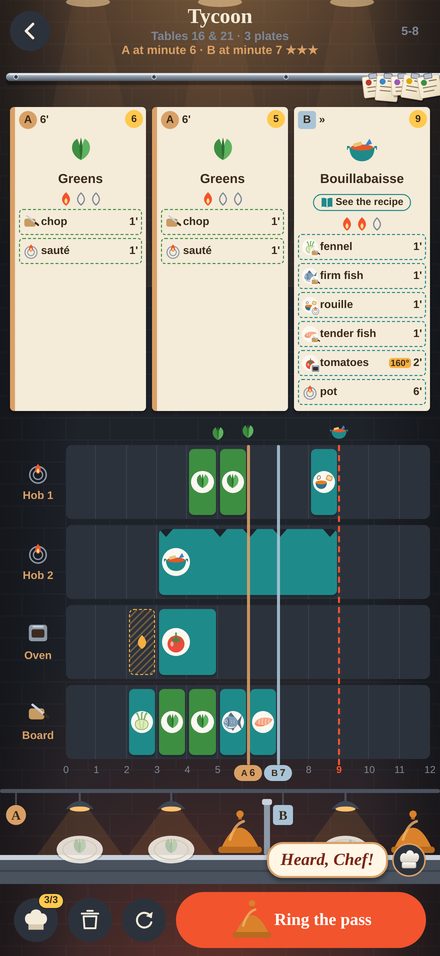 Tycoon
Tables 16 & 21 · 3 plates
5-8
A at minute 6 · B at minute 7 ★★★
A 6' 6
Greens
chop 1'
sauté 1'
A 6' 5
Greens
chop 1'
sauté 1'
B » 9
Bouillabaisse
See the recipe
fennel 1'
firm fish 1'
rouille 1'
tender fish 1'
tomatoes 160° 2'
pot 6'
Hob 1
Hob 2
Oven
Board
0 1 2 3 4 5 A 6 B 7 8 9 10 11 12
A
B
Heard, Chef!
3/3
Ring the pass